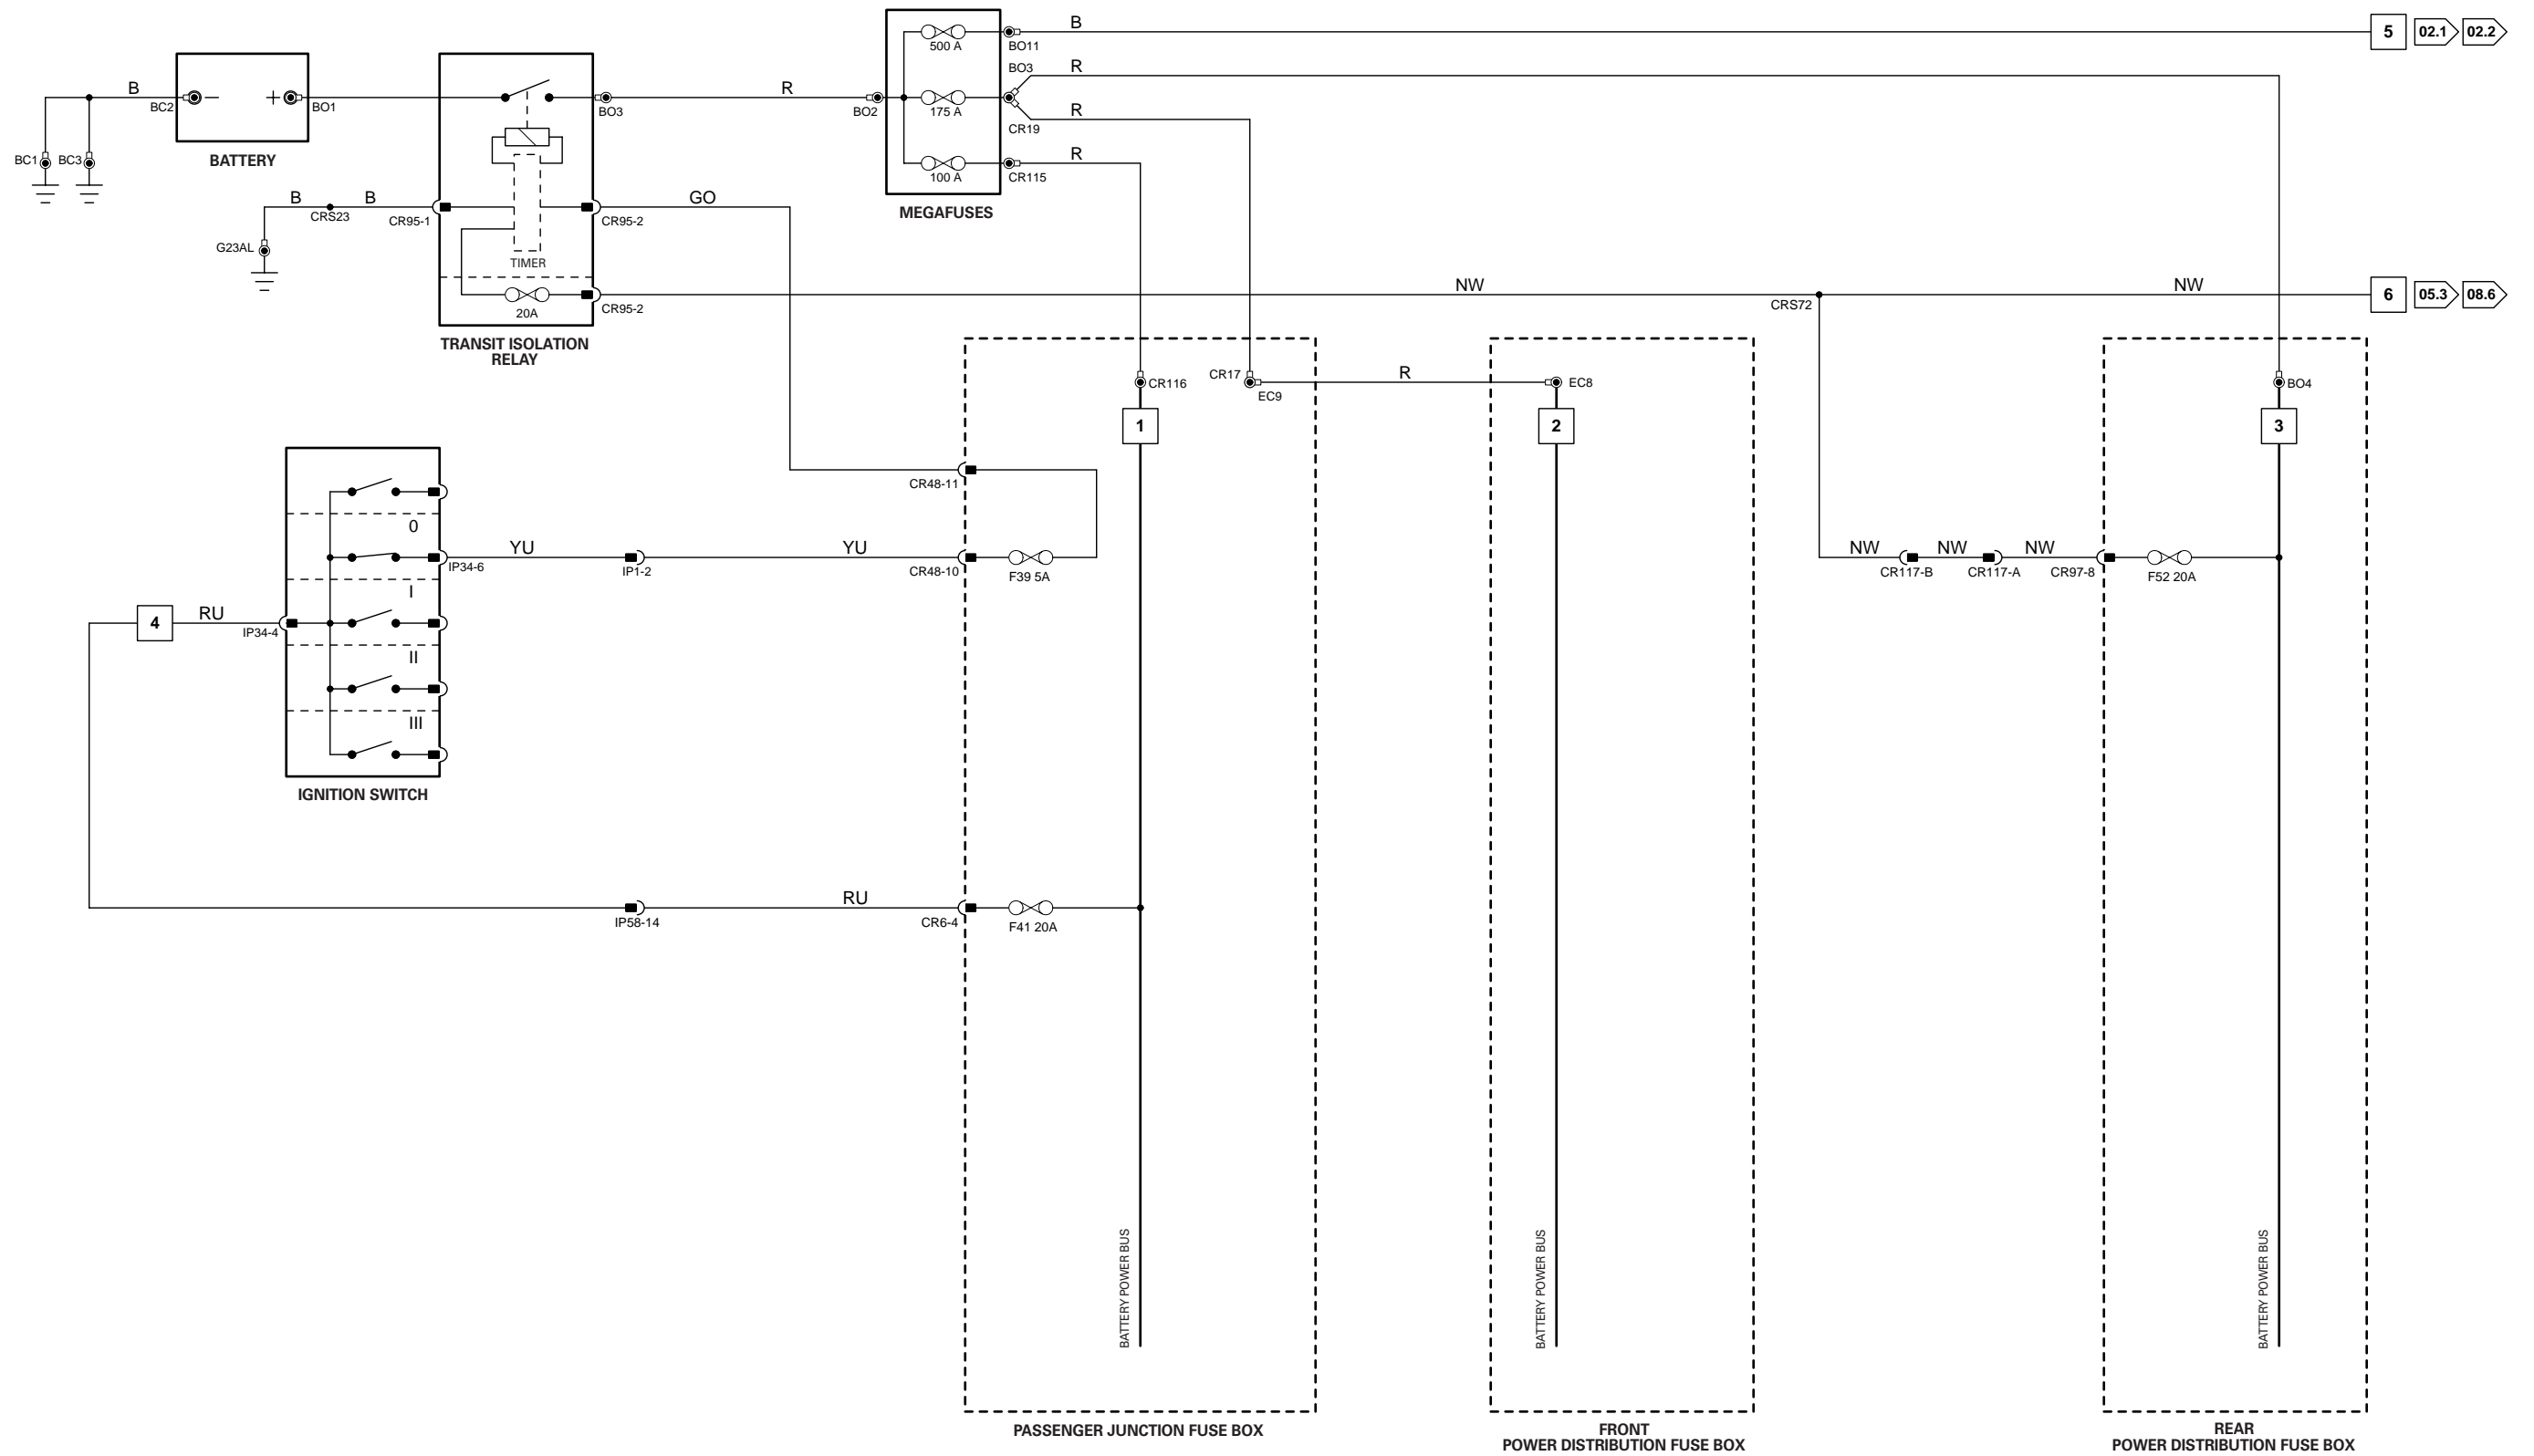 B
500 A
BO11
5
02.1
02.2
BO3
R
B
BC2
BO1
BO3
R
BO2
175 A
R
CR19
BC1
BC3
BATTERY
100 A
R
CR115
B
CRS23
B
CR95-1
CR95-2
GO
MEGAFUSES
G23AL
TIMER
20A
CR95-2
NW
CRS72
NW
6
05.3
08.6
TRANSIT ISOLATION
RELAY
CR116
CR17
EC9
R
EC8
BO4
1
2
3
CR48-11
0
IP34-6
YU
IP1-2
YU
CR48-10
F39 5A
NW
CR117-B
NW
CR117-A
NW
CR97-8
F52 20A
I
4
RU
IP34-4
II
III
IGNITION SWITCH
IP58-14
RU
CR6-4
F41 20A
BATTERY POWER BUS
BATTERY POWER BUS
BATTERY POWER BUS
PASSENGER JUNCTION FUSE BOX
FRONT
POWER DISTRIBUTION FUSE BOX
REAR
POWER DISTRIBUTION FUSE BOX